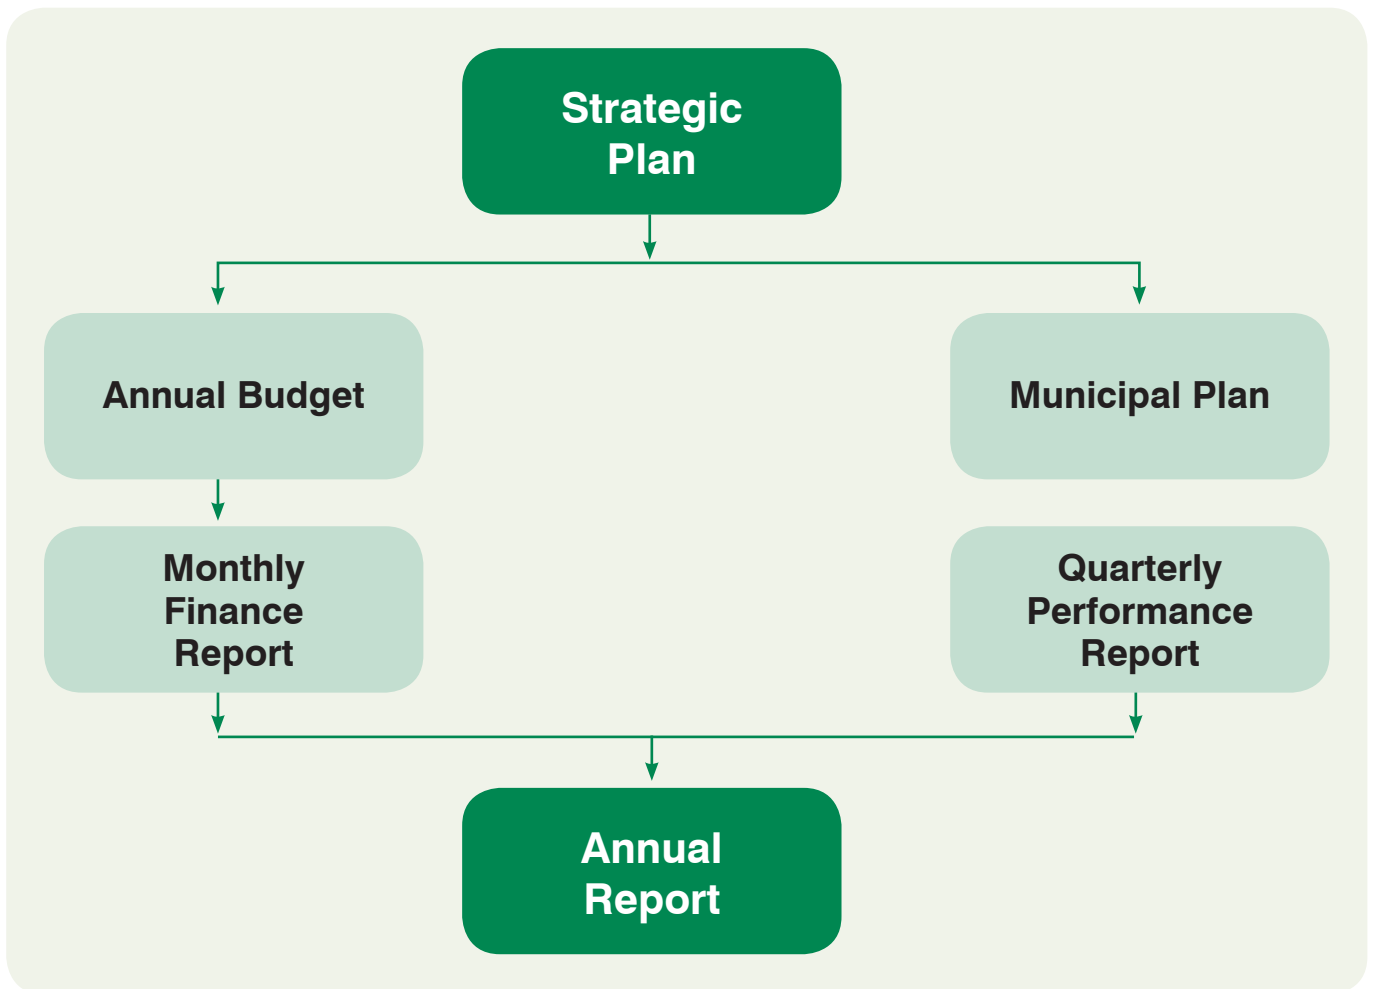 Strategic
Plan
Annual Budget
Municipal Plan
Monthly
Finance
Report
Quarterly
Performance
Report
Annual
Report